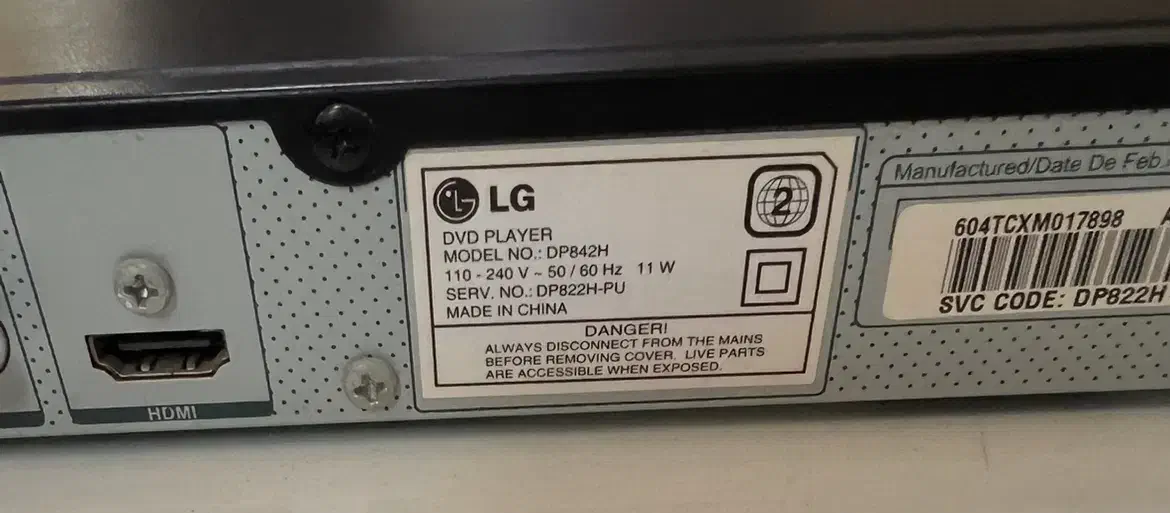 HDMI
LG
DVD PLAYER
MODEL NO.: DP842H
110 - 240 V ~ 50 / 60 Hz 11 W
SERV. NO.: DP822H-PU
MADE IN CHINA
2
DANGER!
ALWAYS DISCONNECT FROM THE MAINS
BEFORE REMOVING COVER. LIVE PARTS
ARE ACCESSIBLE WHEN EXPOSED.
Manufactured/Date De Feb
604TCXM017898
SVC CODE: DP822H